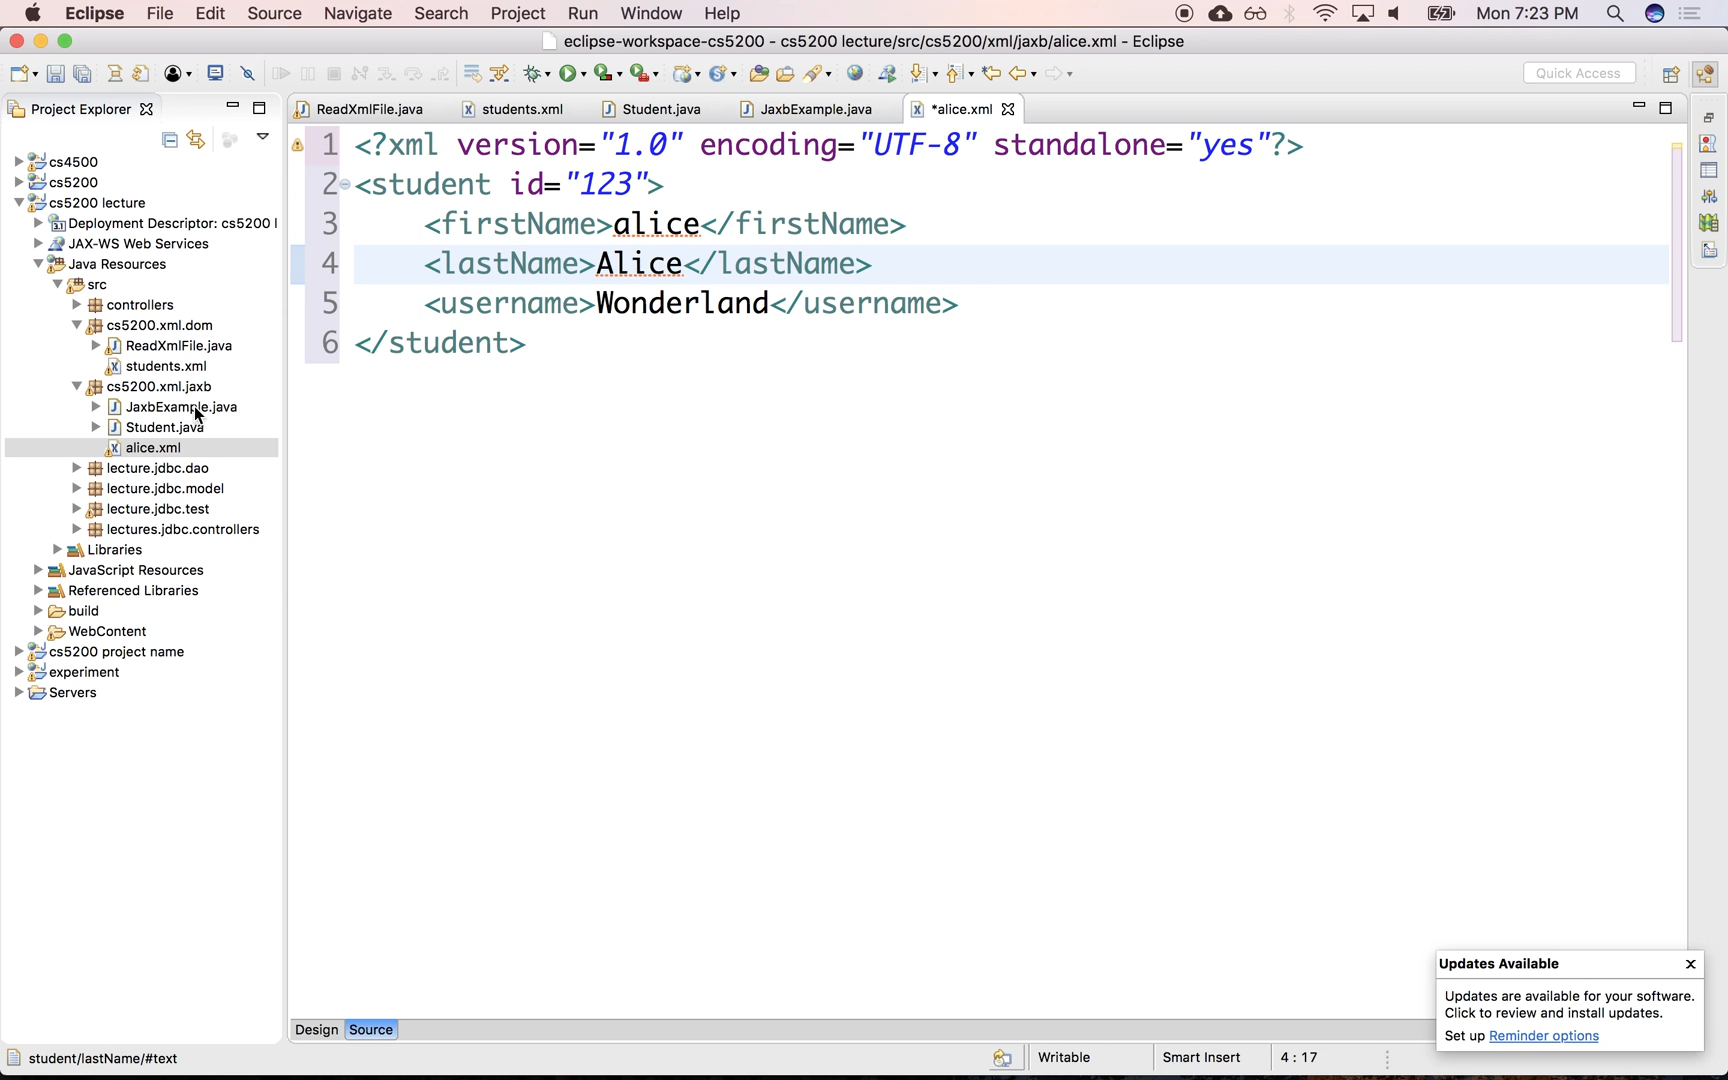 Eclipse File Edit Source Navigate Search Project Run Window Help Mon 7:23 PM
eclipse-workspace-cs5200 - cs5200 lecture/src/cs5200/xml/jaxb/alice.xml - Eclipse
Quick Access
Project Explorer
ReadXmlFile.java students.xml Student.java JaxbExample.java *alice.xml
cs4500
cs5200
cs5200 lecture
Deployment Descriptor: cs5200 l
JAX-WS Web Services
Java Resources
src
controllers
cs5200.xml.dom
ReadXmlFile.java
students.xml
cs5200.xml.jaxb
JaxbExample.java
Student.java
alice.xml
lecture.jdbc.dao
lecture.jdbc.model
lecture.jdbc.test
lectures.jdbc.controllers
Libraries
JavaScript Resources
Referenced Libraries
build
WebContent
cs5200 project name
experiment
Servers
1 <?xml version="1.0" encoding="UTF-8" standalone="yes"?>
2 <student id="123">
3 <firstName>alice</firstName>
4 <lastName>Alice</lastName>
5 <username>Wonderland</username>
6 </student>
Design Source
Updates Available
Updates are available for your software.
Click to review and install updates.
Set up Reminder options
student/lastName/#text Writable Smart Insert 4 : 17